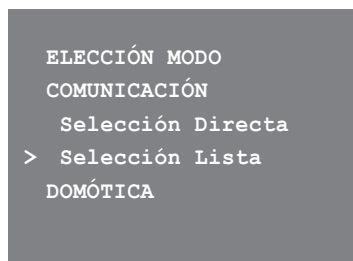 ELECCIÓN MODO
COMUNICACIÓN
Selección Directa
> Selección Lista
DOMÓTICA